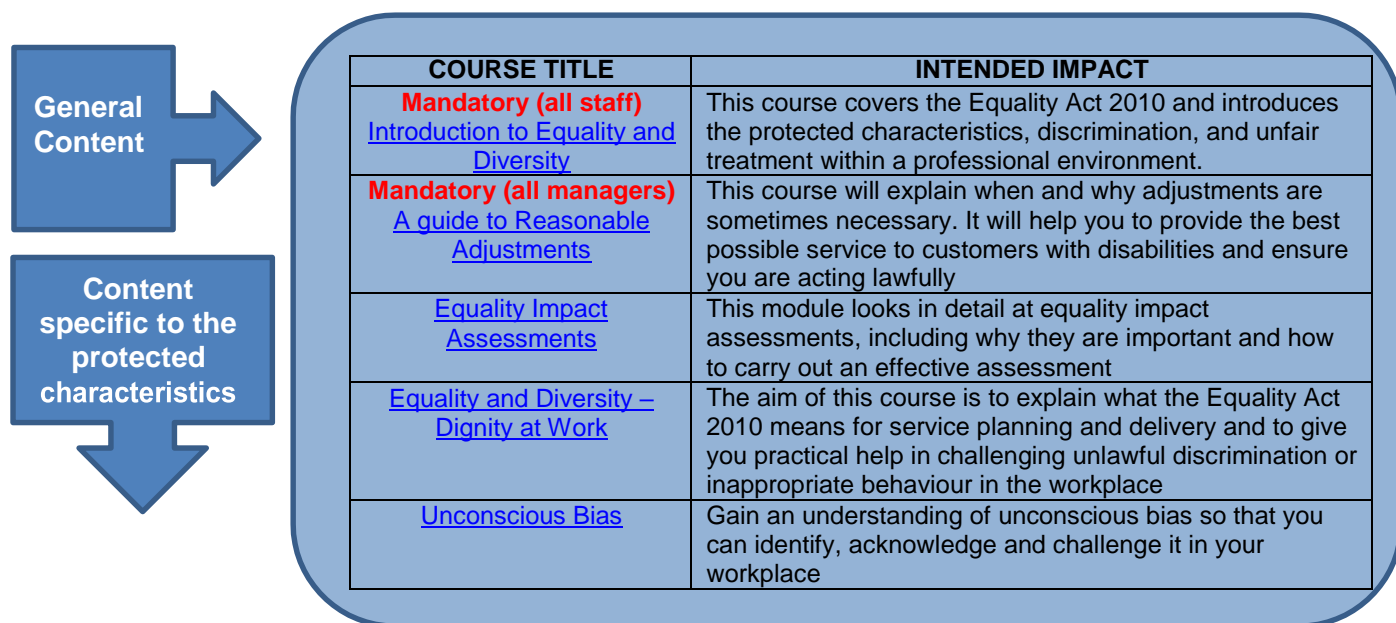 General
Content
Content
specific to the
protected
characteristics
COURSE TITLE
INTENDED IMPACT
Mandatory (all staff)
Introduction to Equality and
Diversity
This course covers the Equality Act 2010 and introduces
the protected characteristics, discrimination, and unfair
treatment within a professional environment.
Mandatory (all managers)
A guide to Reasonable
Adjustments
This course will explain when and why adjustments are
sometimes necessary. It will help you to provide the best
possible service to customers with disabilities and ensure
you are acting lawfully
Equality Impact
Assessments
This module looks in detail at equality impact
assessments, including why they are important and how
to carry out an effective assessment
Equality and Diversity –
Dignity at Work
The aim of this course is to explain what the Equality Act
2010 means for service planning and delivery and to give
you practical help in challenging unlawful discrimination or
inappropriate behaviour in the workplace
Unconscious Bias
Gain an understanding of unconscious bias so that you
can identify, acknowledge and challenge it in your
workplace